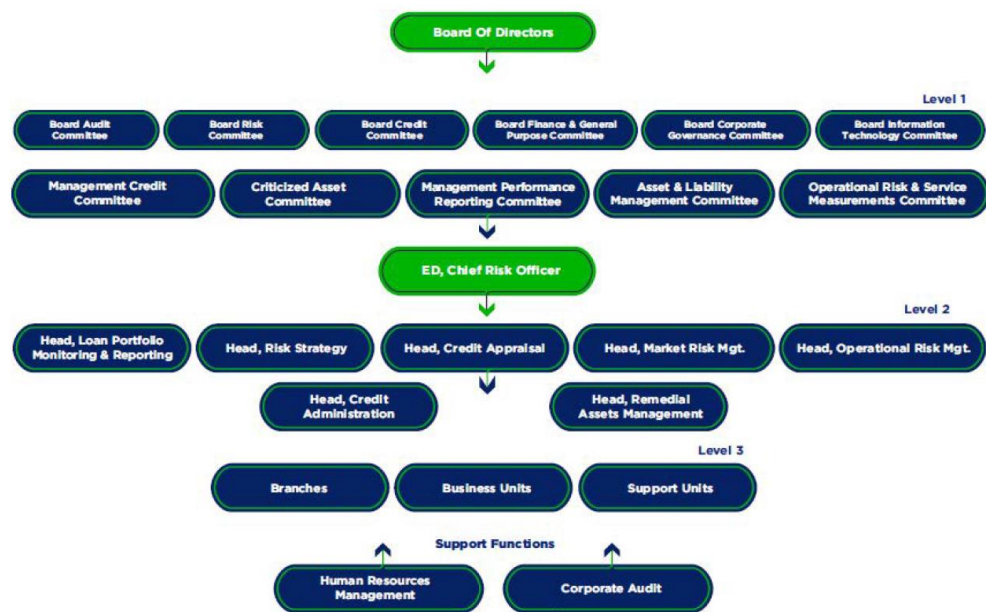 Board Of Directors
Level 1
Board Audit
Committee
Board Risk
Committee
Board Credit
Committee
Board Finance & General
Purpose Committee
Board Corporate
Governance Committee
Board Information
Technology Committee
Management Credit
Committee
Criticized Asset
Committee
Management Performance
Reporting Committee
Asset & Liability
Management Committee
Operational Risk & Service
Measurements Committee
ED, Chief Risk Officer
Level 2
Head, Loan Portfolio
Monitoring & Reporting
Head, Risk Strategy
Head, Credit Appraisal
Head, Market Risk Mgt.
Head, Operational Risk Mgt.
Head, Credit
Administration
Head, Remedial
Assets Management
Level 3
Branches
Business Units
Support Units
Support Functions
Human Resources
Management
Corporate Audit